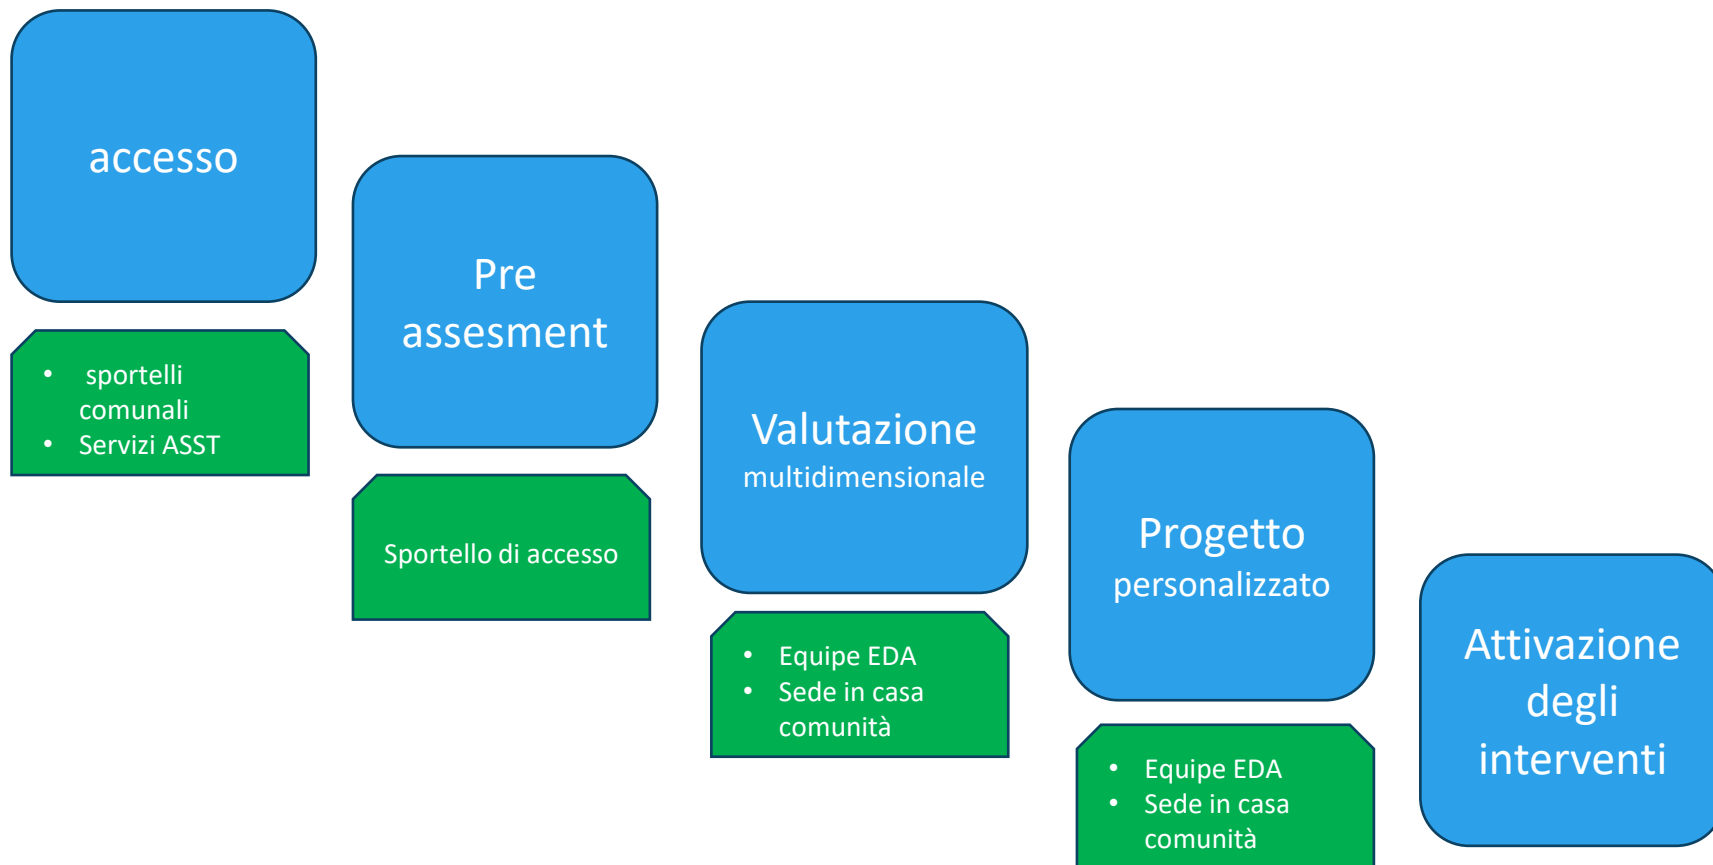 accesso
• sportelli
comunali
• Servizi ASST
Pre
assesment
Sportello di accesso
Valutazione
multidimensionale
• Equipe EDA
• Sede in casa
comunità
Progetto
personalizzato
• Equipe EDA
• Sede in casa
comunità
Attivazione
degli
interventi